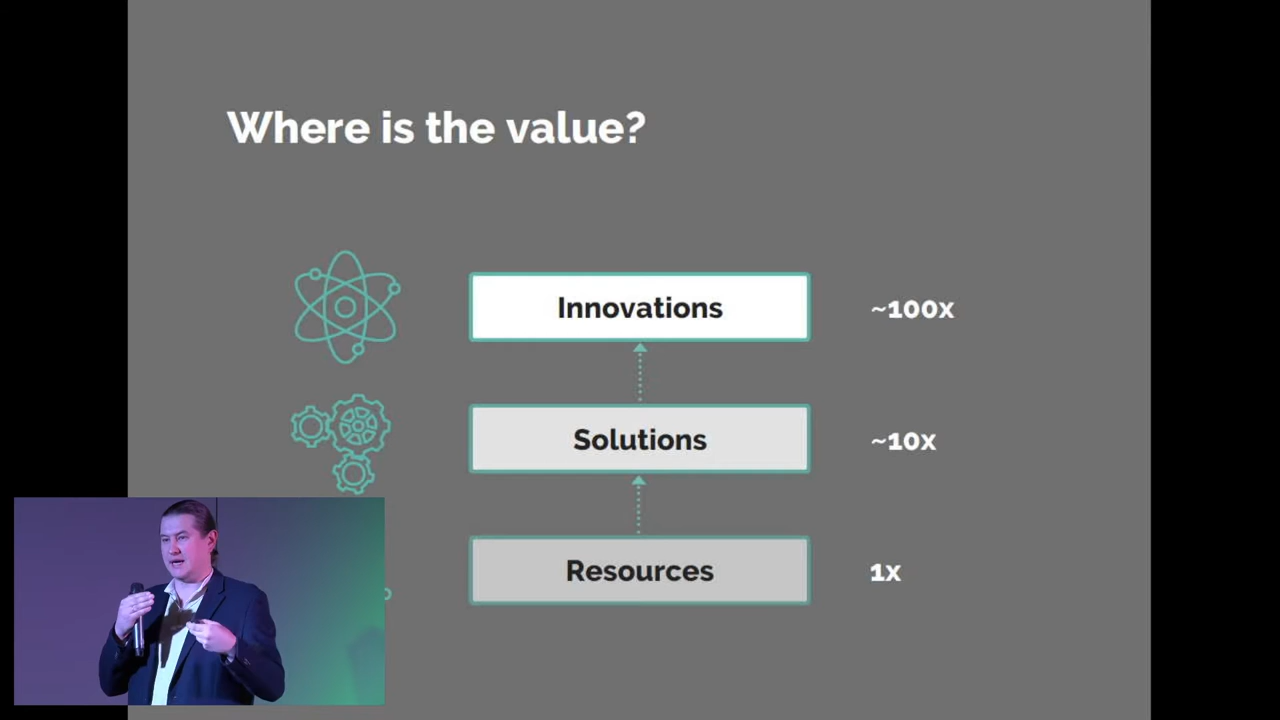 Where is the value?
Innovations ~100x
Solutions ~10x
Resources 1x